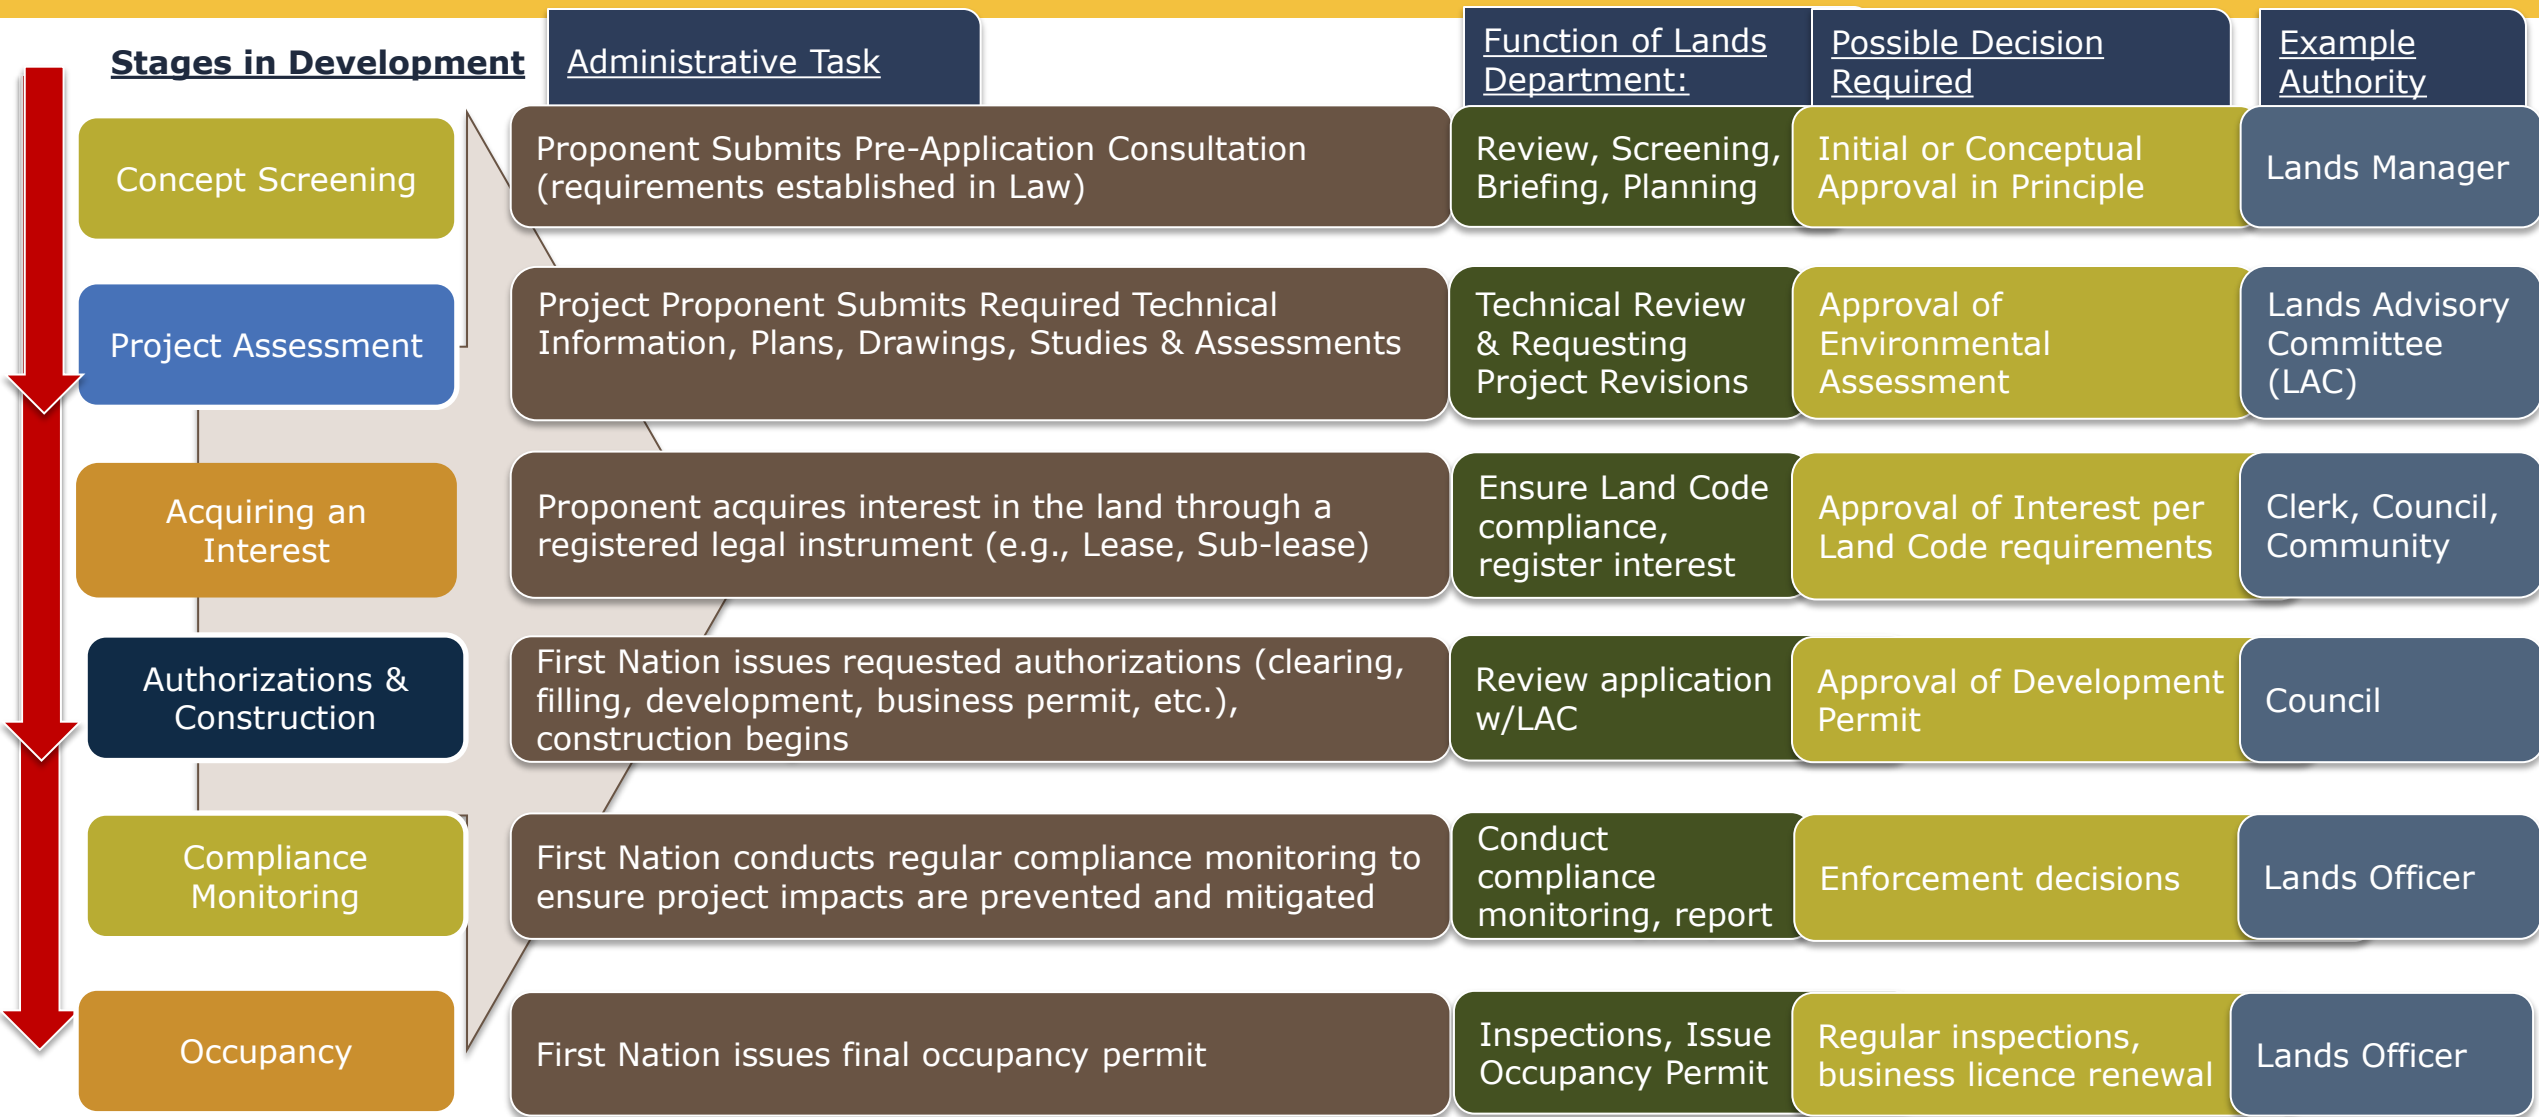 Stages in Development
Administrative Task
Function of Lands
Department:
Possible Decision
Required
Example
Authority
Concept Screening
Proponent Submits Pre-Application Consultation
(requirements established in Law)
Review, Screening,
Briefing, Planning
Initial or Conceptual
Approval in Principle
Lands Manager
Project Assessment
Project Proponent Submits Required Technical
Information, Plans, Drawings, Studies & Assessments
Technical Review
& Requesting
Project Revisions
Approval of
Environmental
Assessment
Lands Advisory
Committee
(LAC)
Acquiring an
Interest
Proponent acquires interest in the land through a
registered legal instrument (e.g., Lease, Sub-lease)
Ensure Land Code
compliance,
register interest
Approval of Interest per
Land Code requirements
Clerk, Council,
Community
Authorizations &
Construction
First Nation issues requested authorizations (clearing,
filling, development, business permit, etc.),
construction begins
Review application
w/LAC
Approval of Development
Permit
Council
Compliance
Monitoring
First Nation conducts regular compliance monitoring to
ensure project impacts are prevented and mitigated
Conduct
compliance
monitoring, report
Enforcement decisions
Lands Officer
Occupancy
First Nation issues final occupancy permit
Inspections, Issue
Occupancy Permit
Regular inspections,
business licence renewal
Lands Officer